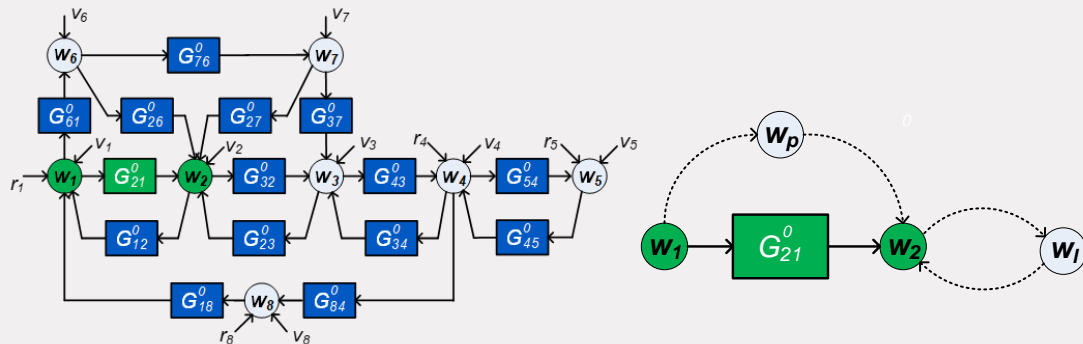 v6 v7
w6 G⁰76 w7
G⁰61 G⁰26 G⁰27 G⁰37
v1 v2 v3 r4 v4 r5 v5
r1 w1 G⁰21 w2 G⁰32 w3 G⁰43 w4 G⁰54 w5
G⁰12 G⁰23 G⁰34 G⁰45
G⁰18 w8 G⁰84
r8 v8
0
wp
w1 G⁰21 w2 wl